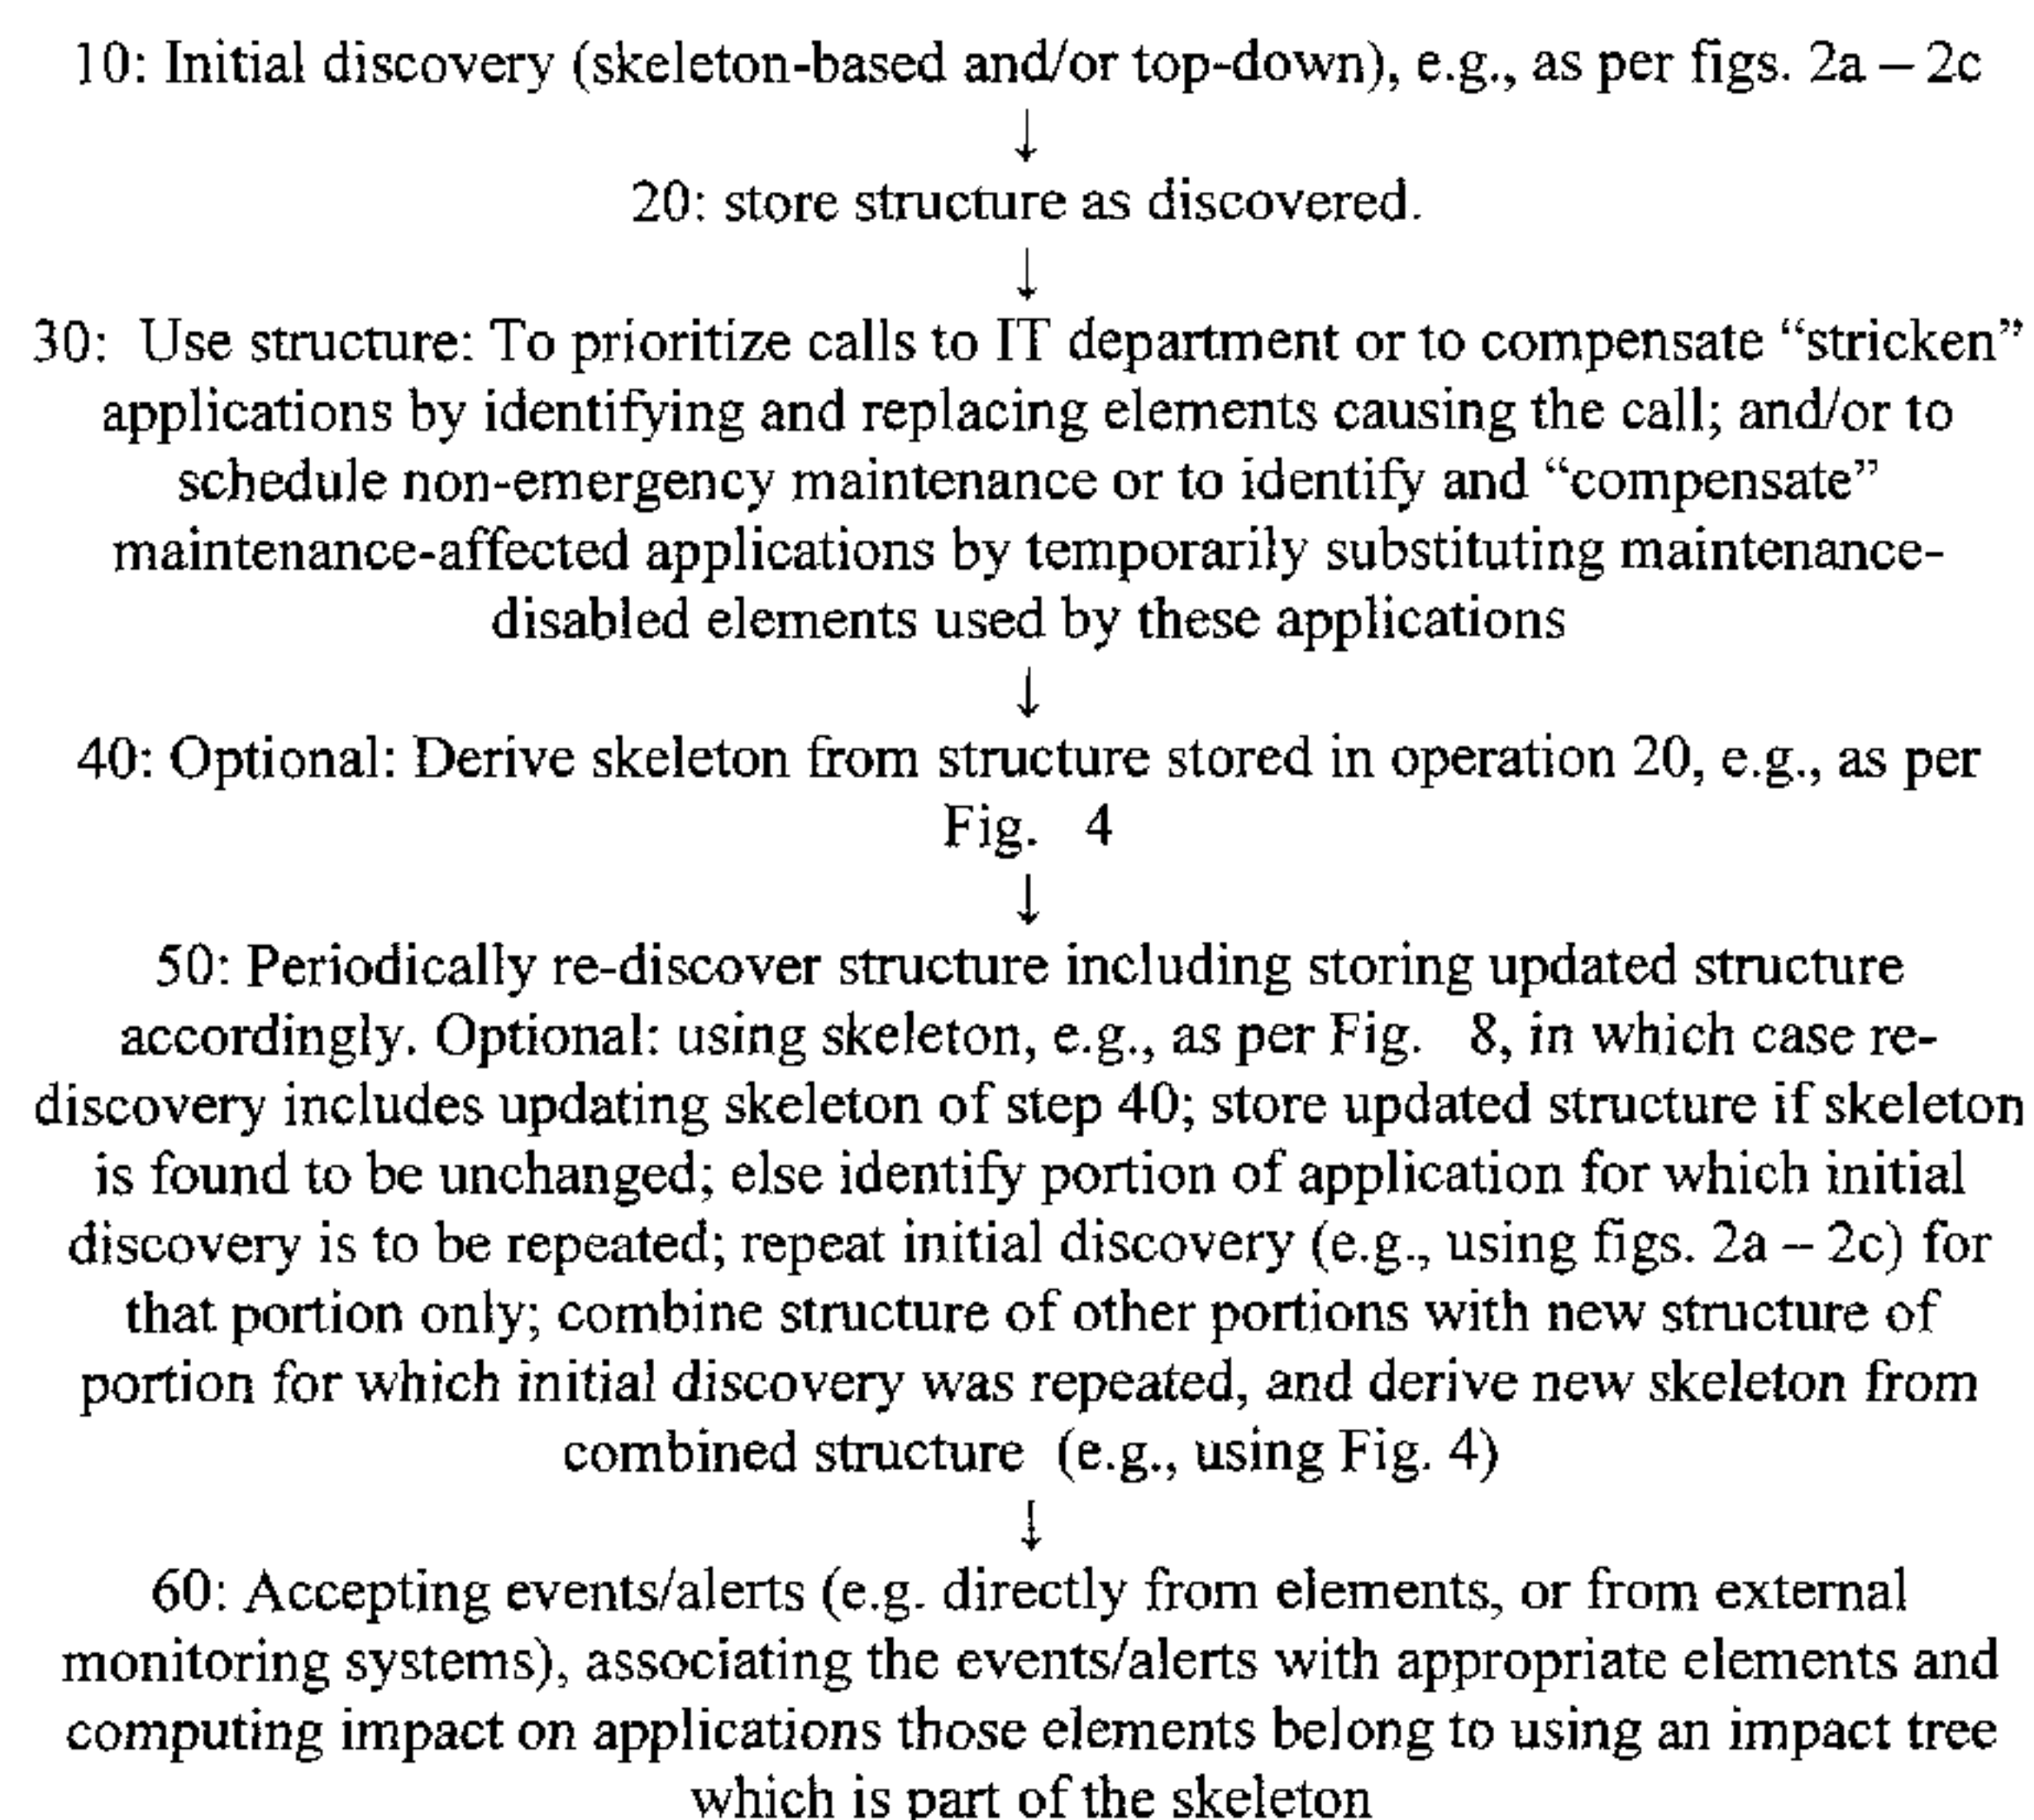 10: Initial discovery (skeleton-based and/or top-down), e.g., as per figs. 2a – 2c
↓
20: store structure as discovered.
↓
30: Use structure: To prioritize calls to IT department or to compensate “stricken”
applications by identifying and replacing elements causing the call; and/or to
schedule non-emergency maintenance or to identify and “compensate”
maintenance-affected applications by temporarily substituting maintenance-
disabled elements used by these applications
↓
40: Optional: Derive skeleton from structure stored in operation 20, e.g., as per
Fig. 4
↓
50: Periodically re-discover structure including storing updated structure
accordingly. Optional: using skeleton, e.g., as per Fig. 8, in which case re-
discovery includes updating skeleton of step 40; store updated structure if skeleton
is found to be unchanged; else identify portion of application for which initial
discovery is to be repeated; repeat initial discovery (e.g., using figs. 2a – 2c) for
that portion only; combine structure of other portions with new structure of
portion for which initial discovery was repeated, and derive new skeleton from
combined structure (e.g., using Fig. 4)
↓
60: Accepting events/alerts (e.g. directly from elements, or from external
monitoring systems), associating the events/alerts with appropriate elements and
computing impact on applications those elements belong to using an impact tree
which is part of the skeleton